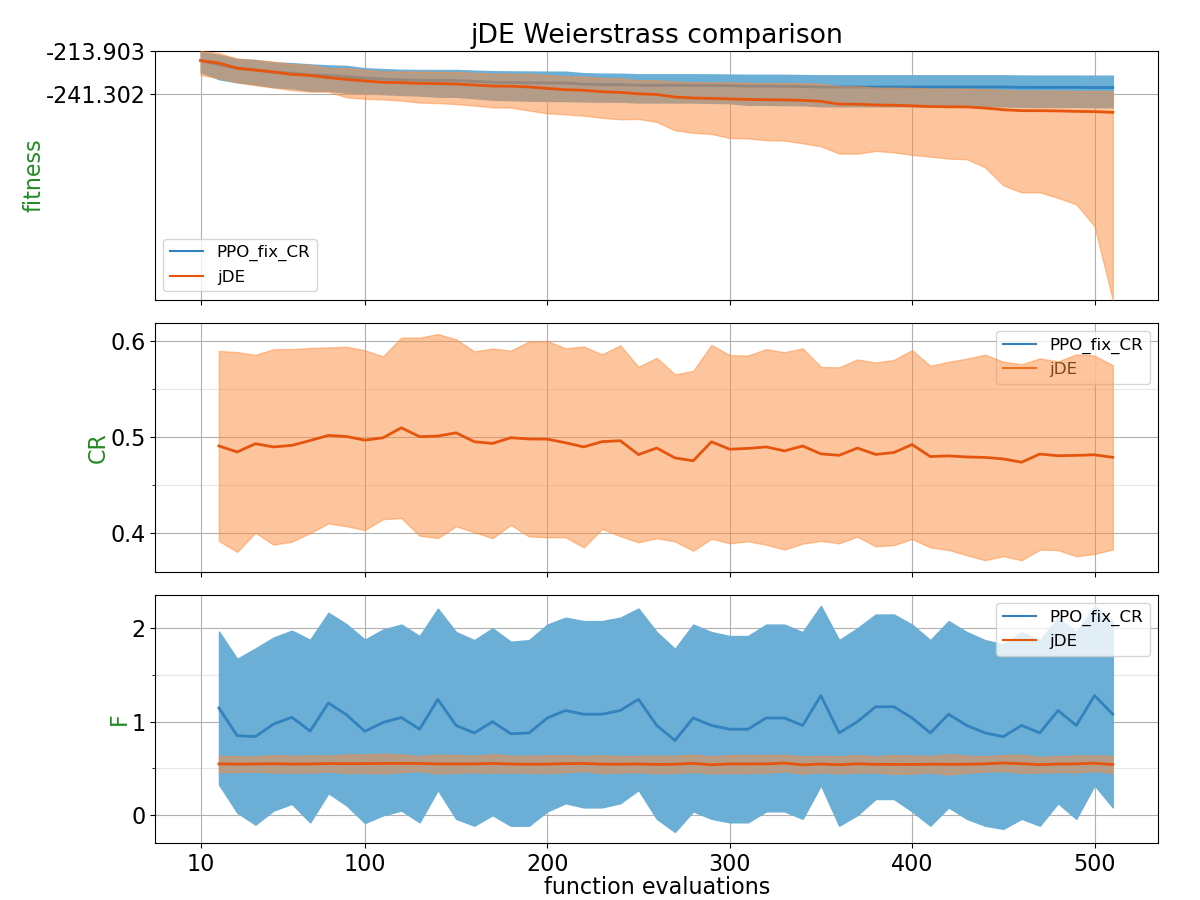 jDE Weierstrass comparison
-213.903
-241.302
fitness
PPO_fix_CR
jDE
0.6
0.5
0.4
CR
PPO_fix_CR
jDE
2
1
0
F
PPO_fix_CR
jDE
10 100 200 300 400 500
function evaluations